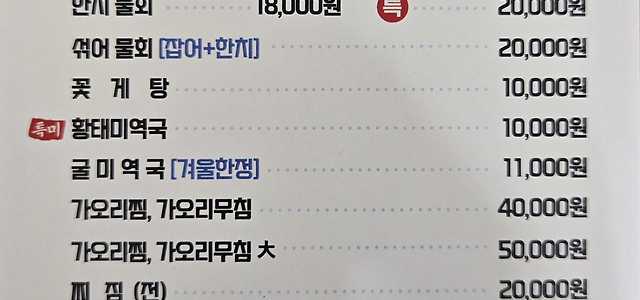 한치 물회 18,000원 특 20,000원
섞어 물회 [잡어+한치] 20,000원
꽃 게 탕 10,000원
특미 황태미역국 10,000원
굴 미 역 국 [겨울한정] 11,000원
가오리찜, 가오리무침 40,000원
가오리찜, 가오리무침 大 50,000원
20,000원